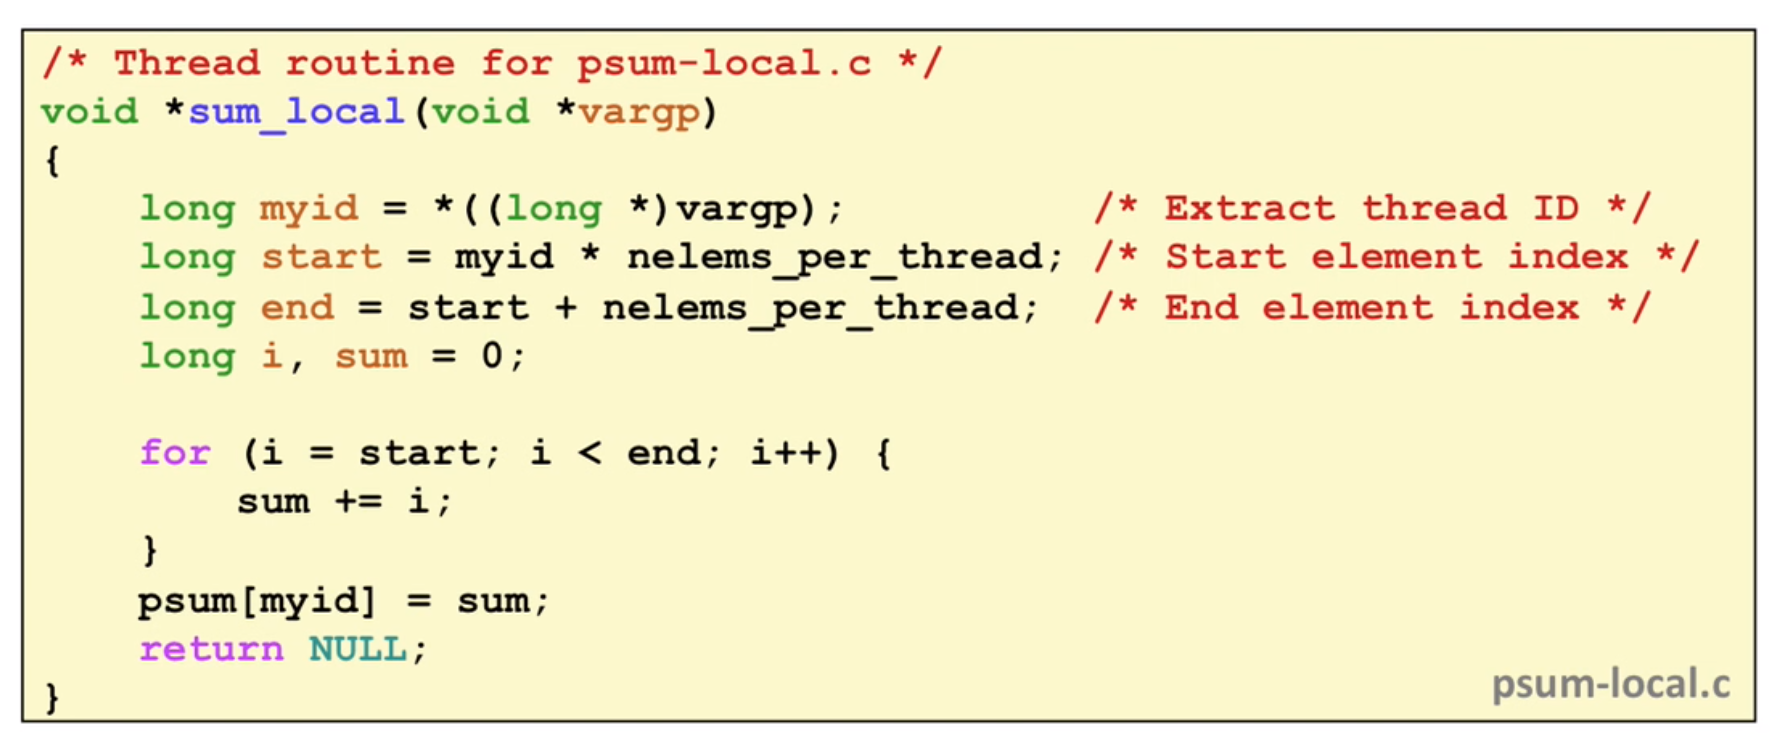 /* Thread routine for psum-local.c */
void *sum_local(void *vargp)
{
    long myid = *((long *)vargp);          /* Extract thread ID */
    long start = myid * nelems_per_thread; /* Start element index */
    long end = start + nelems_per_thread;  /* End element index */
    long i, sum = 0;

    for (i = start; i < end; i++) {
        sum += i;
    }
    psum[myid] = sum;
    return NULL;
}
psum-local.c